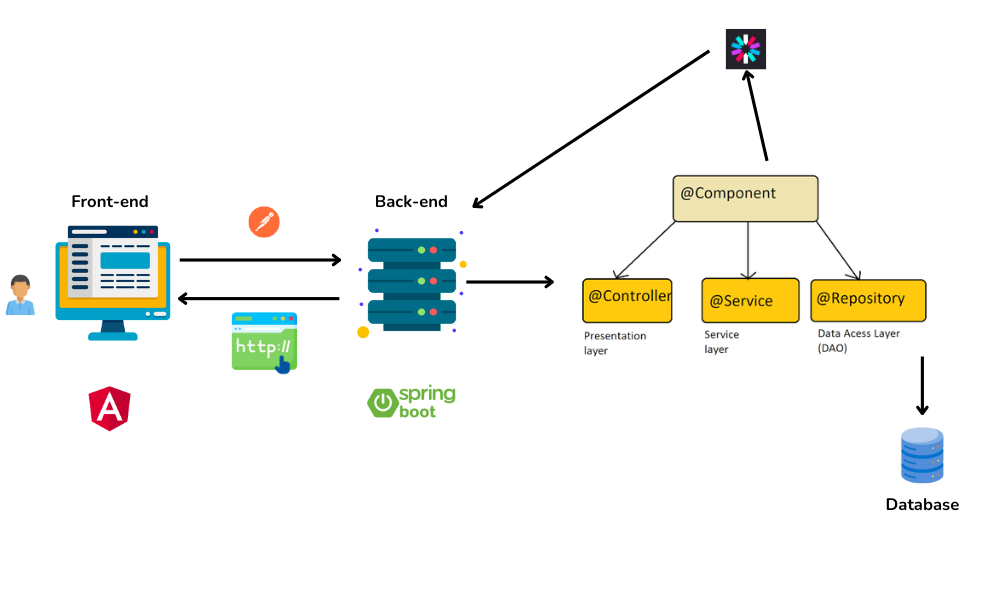 @Component
Front-end
Back-end
@Controller
@Service
@Repository
Presentation
layer
Service
layer
Data Acess Layer
(DAO)
http://
spring
boot
A
Database